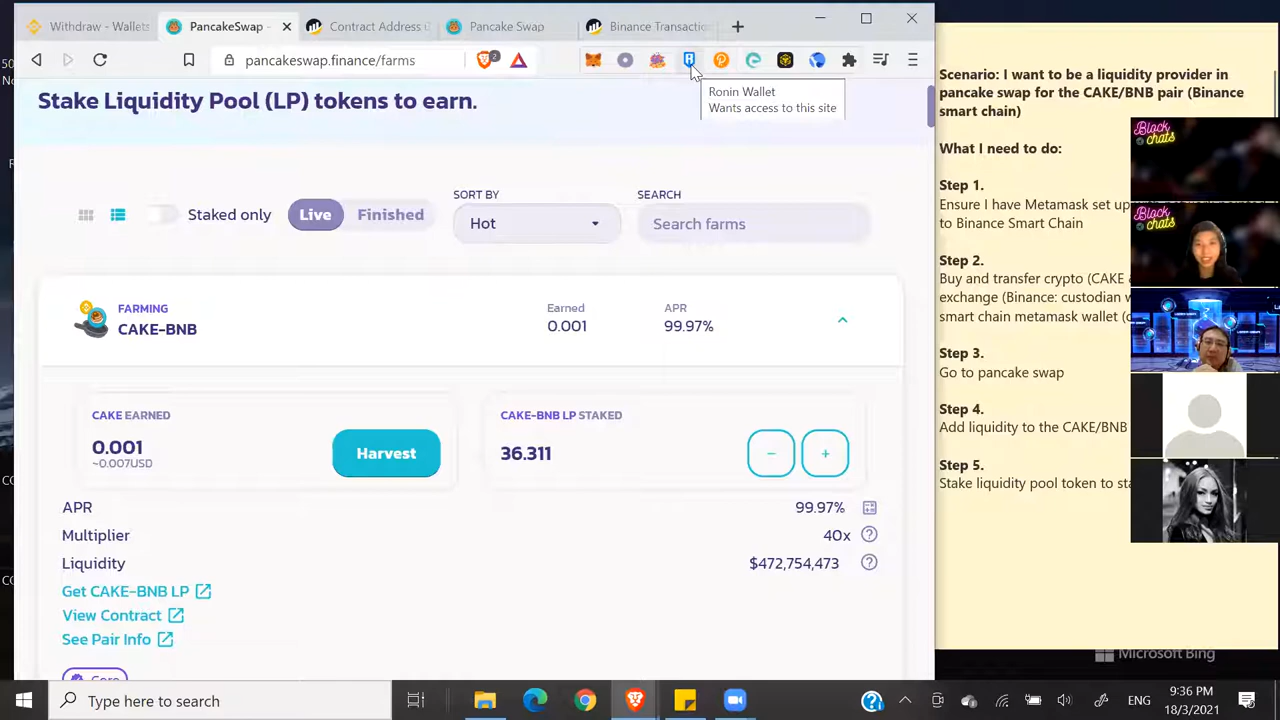 Withdraw - Wallets
PancakeSwap -
Contract Address
Pancake Swap
Binance Transactio
pancakeswap.finance/farms
2
Ronin Wallet
Wants access to this site
Stake Liquidity Pool (LP) tokens to earn.
Staked only
Live
Finished
SORT BY
Hot
SEARCH
Search farms
FARMING
CAKE-BNB
Earned
0.001
APR
99.97%
CAKE EARNED
0.001
~0.007USD
Harvest
CAKE-BNB LP STAKED
36.311
-
+
APR
99.97%
Multiplier
40x
Liquidity
$472,754,473
Get CAKE-BNB LP
View Contract
See Pair Info
Core
Scenario: I want to be a liquidity provider in
pancake swap for the CAKE/BNB pair (Binance
smart chain)
What I need to do:
Step 1.
Ensure I have Metamask set up
to Binance Smart Chain
Step 2.
Buy and transfer crypto (CAKE
exchange (Binance: custodian
smart chain metamask wallet
Step 3.
Go to pancake swap
Step 4.
Add liquidity to the CAKE/BNB
Step 5.
Stake liquidity pool token to
Block
chats
Block
chats
Microsoft Bing
Type here to search
ENG
9:36 PM
18/3/2021